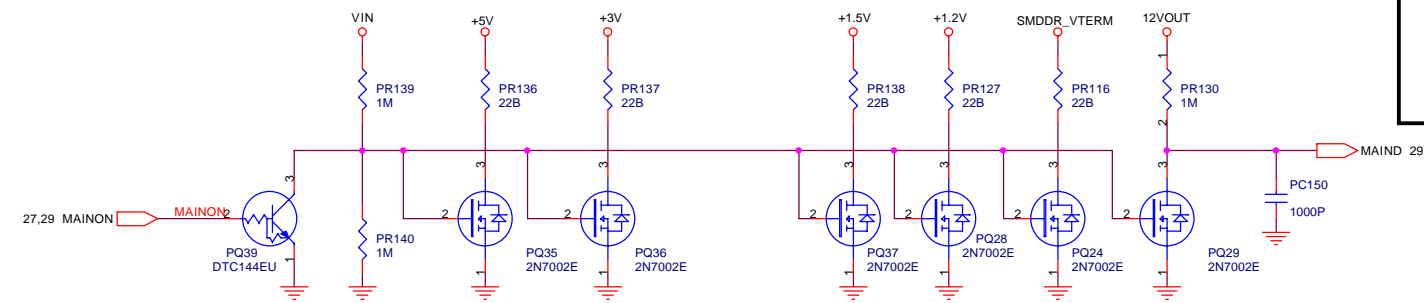 VIN
+5V
+3V
+1.5V
+1.2V
SMDDR_VTERM
12VOUT
1
PR139
1M
PR136
22B
PR137
22B
PR138
22B
PR127
22B
PR116
22B
PR130
1M
2
MAIND 29
3
3
3
3
3
3
3
PC150
1000P
27,29 MAINON
MAINON
2
2
2
2
2
2
2
PQ39
DTC144EU
PR140
1M
PQ35
2N7002E
PQ36
2N7002E
PQ37
2N7002E
PQ28
2N7002E
PQ24
2N7002E
PQ29
2N7002E
1
1
1
1
1
1
1